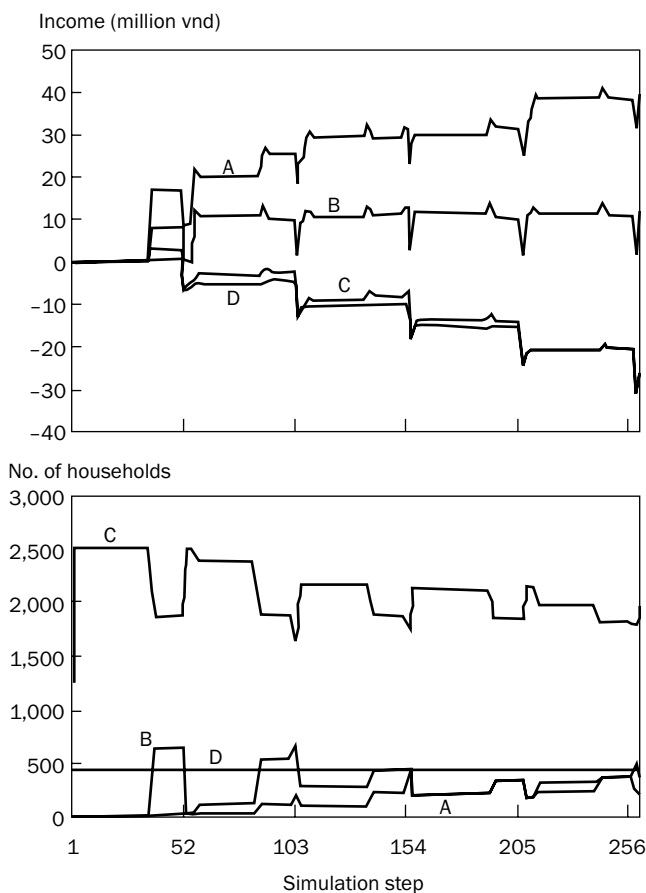 Income (million vnd)
50
40
30
20
10
0
–10
–20
–30
–40
A
B
C
D
No. of households
3,000
2,500
2,000
1,500
1,000
500
0
C
B
D
A
1 52 103 154 205 256
Simulation step